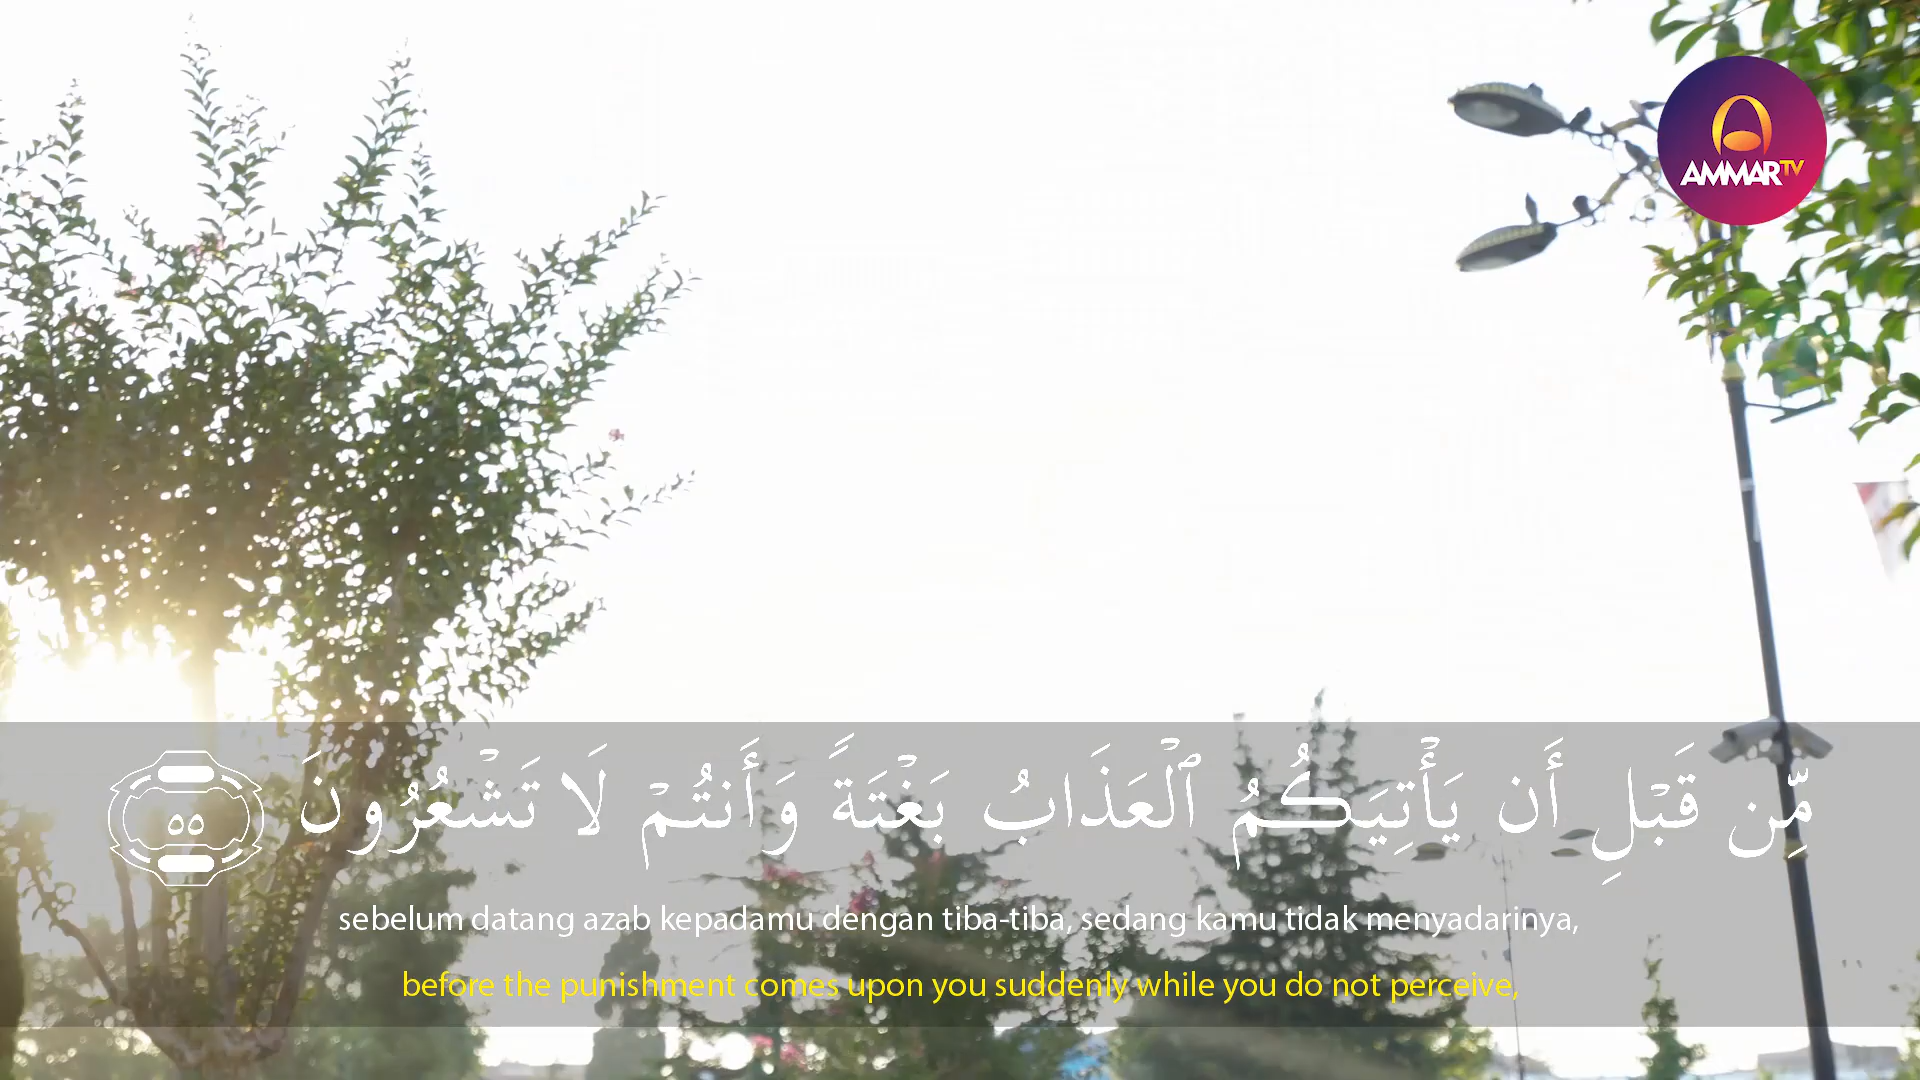 AMMARTV
مِّن قَبْلِ أَن يَأْتِيَكُمُ ٱلْعَذَابُ بَغْتَةً وَأَنتُمْ لَا تَشْعُرُونَ ٥٥
sebelum datang azab kepadamu dengan tiba-tiba, sedang kamu tidak menyadarinya,
before the punishment comes upon you suddenly while you do not perceive,